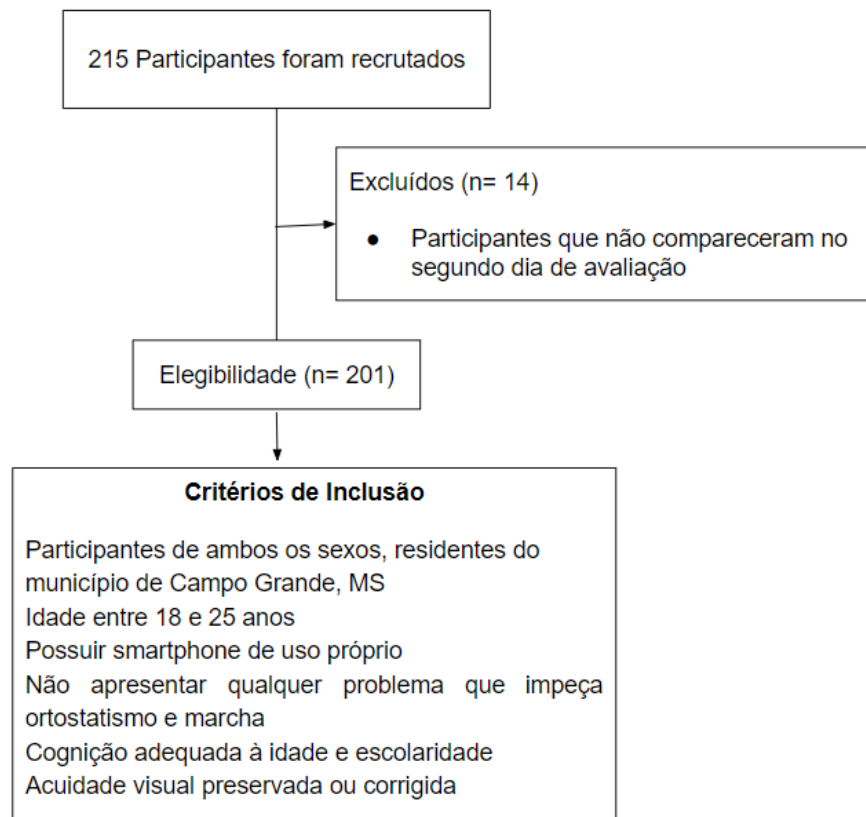 215 Participantes foram recrutados
Excluídos (n= 14)
● Participantes que não compareceram no
segundo dia de avaliação
Elegibilidade (n= 201)
Critérios de Inclusão
Participantes de ambos os sexos, residentes do
município de Campo Grande, MS
Idade entre 18 e 25 anos
Possuir smartphone de uso próprio
Não apresentar qualquer problema que impeça
ortostatismo e marcha
Cognição adequada à idade e escolaridade
Acuidade visual preservada ou corrigida